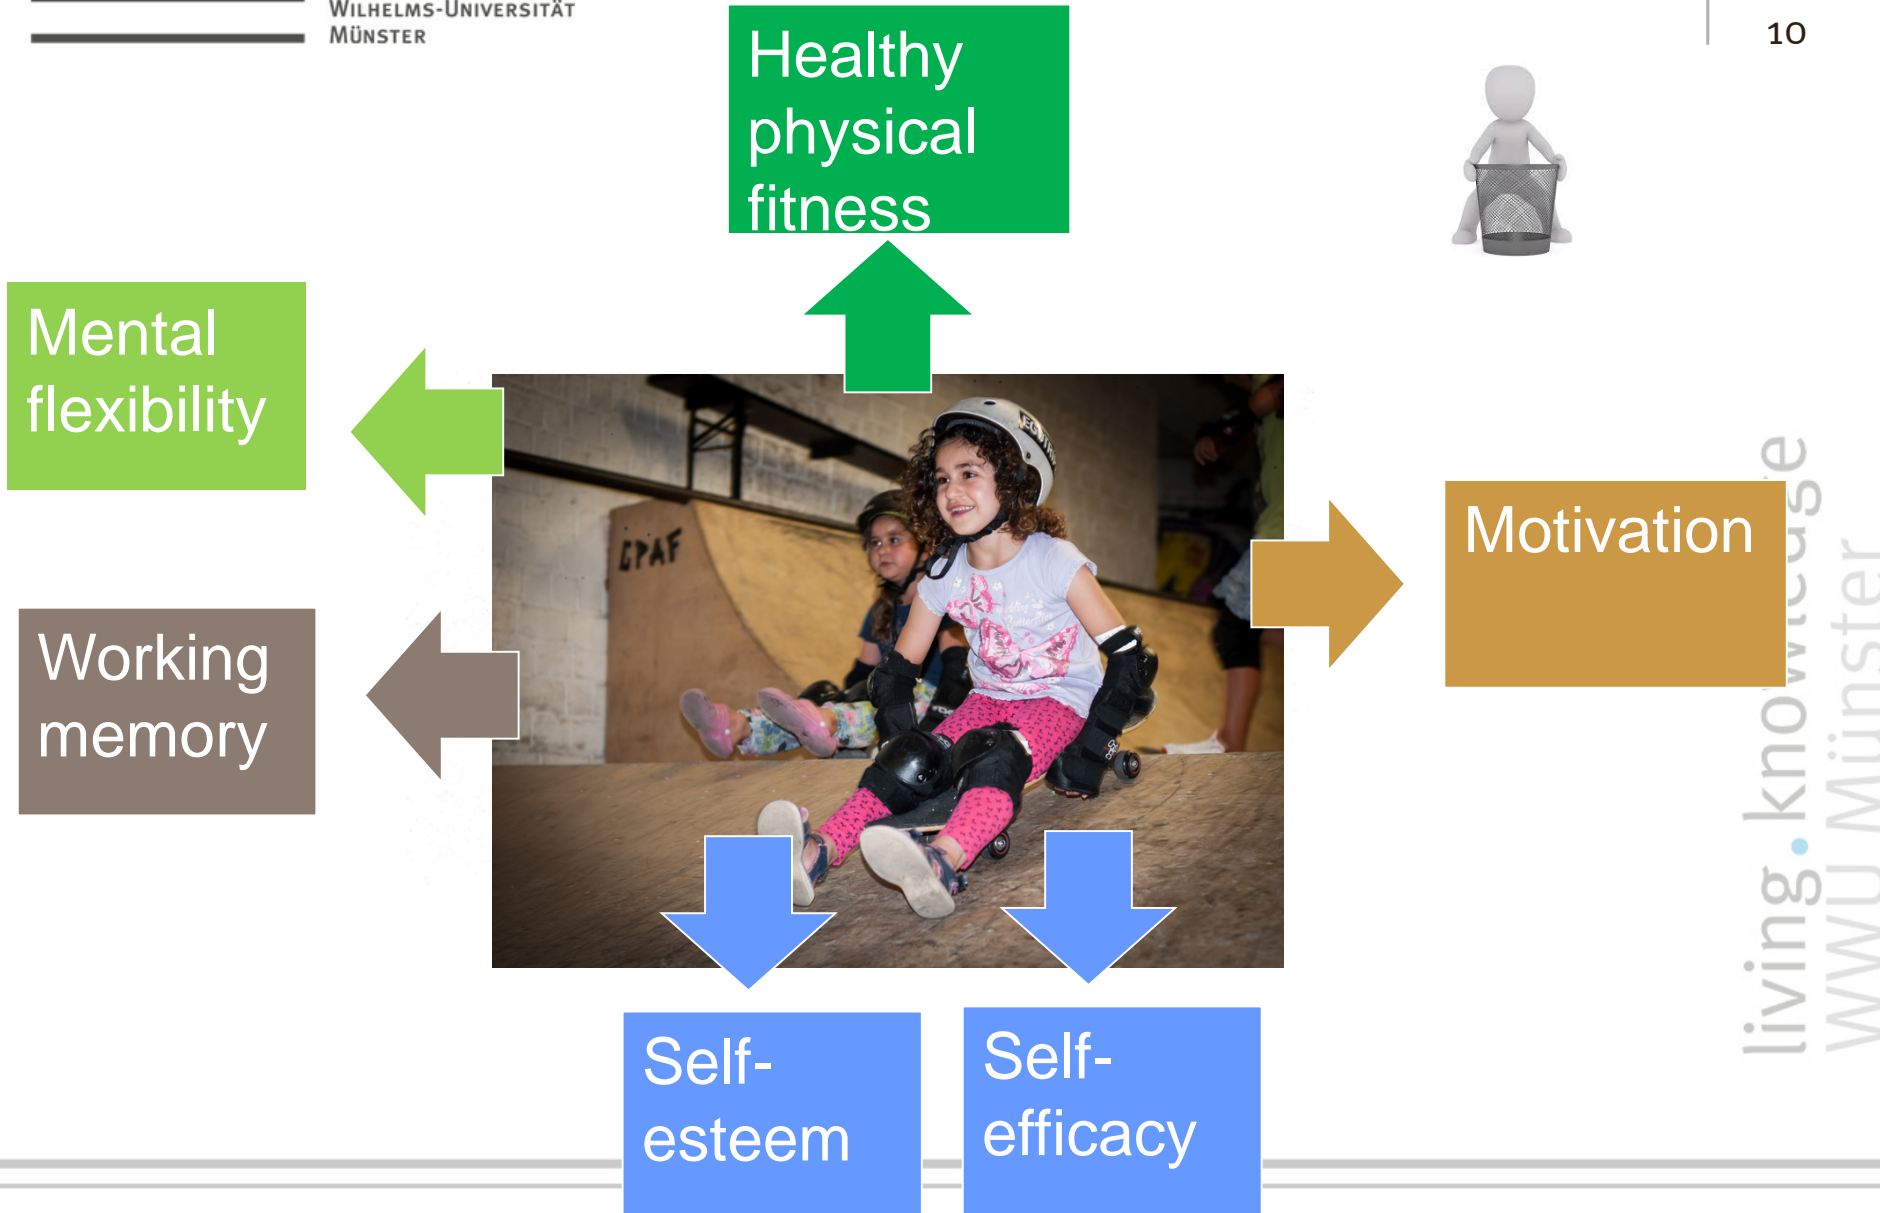 WILHELMS-UNIVERSITÄT
MÜNSTER
10
Healthy
physical
fitness
Mental
flexibility
Motivation
Working
memory
GPAF
Self-
esteem
Self-
efficacy
living.knowledge
WWU Münster